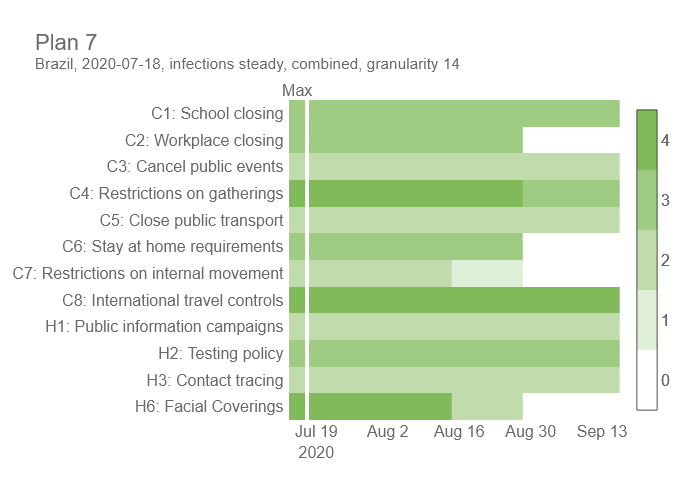 Plan 7
Brazil, 2020-07-18, infections steady, combined, granularity 14
Max
C1: School closing
C2: Workplace closing
C3: Cancel public events
C4: Restrictions on gatherings
C5: Close public transport
C6: Stay at home requirements
C7: Restrictions on internal movement
C8: International travel controls
H1: Public information campaigns
H2: Testing policy
H3: Contact tracing
H6: Facial Coverings
Jul 19 Aug 2 Aug 16 Aug 30 Sep 13
2020
4
3
2
1
0